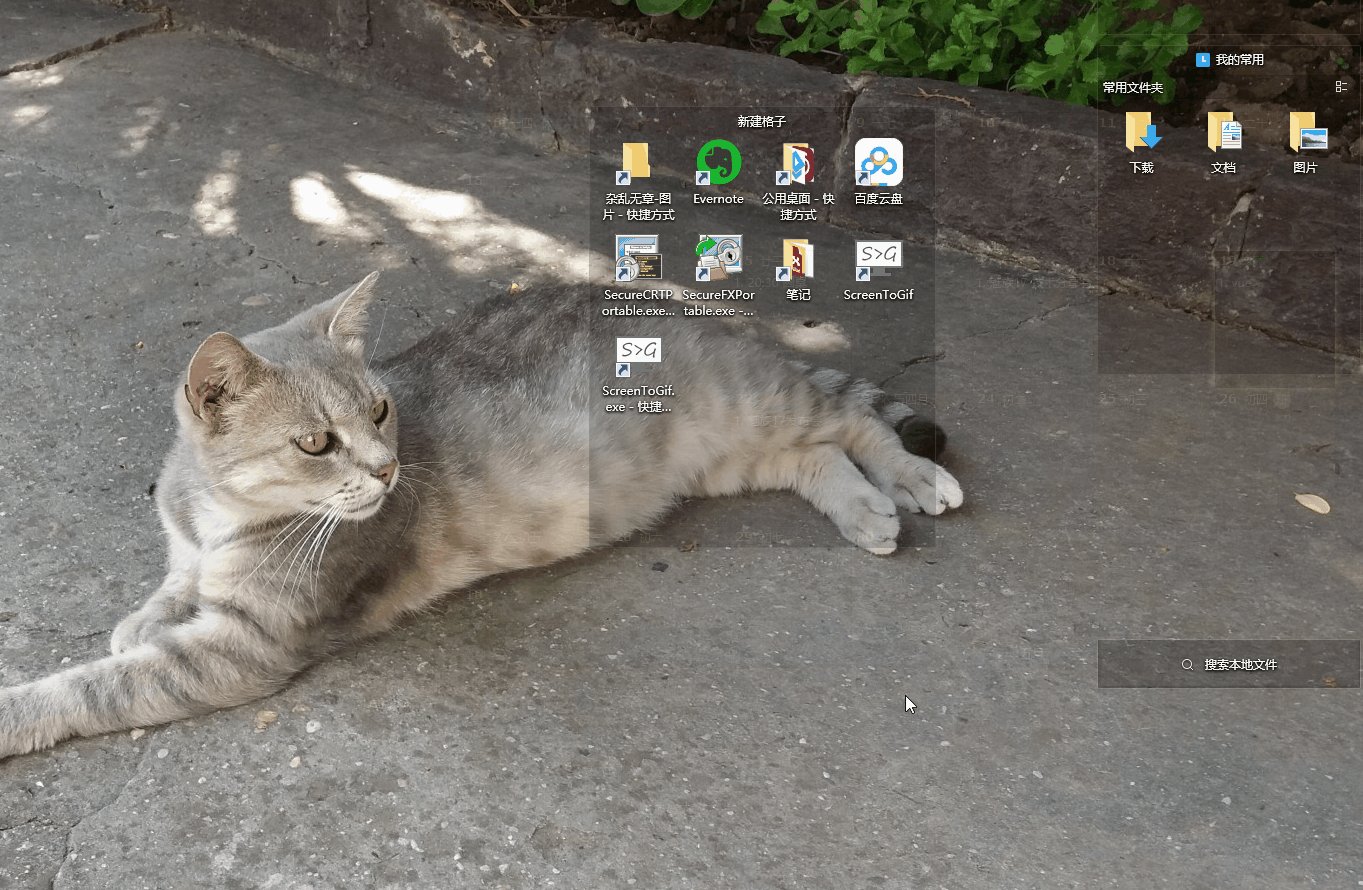 我的常用
常用文件夹
下载
文档
图片
新建格子
杂乱无章-图
片 - 快捷方式
Evernote
公用桌面 - 快
捷方式
百度云盘
SecureCRTP
ortable.exe...
SecureFXPor
table.exe -...
笔记
S>G
ScreenToGif
S>G
ScreenToGif.
exe - 快捷...
搜索本地文件